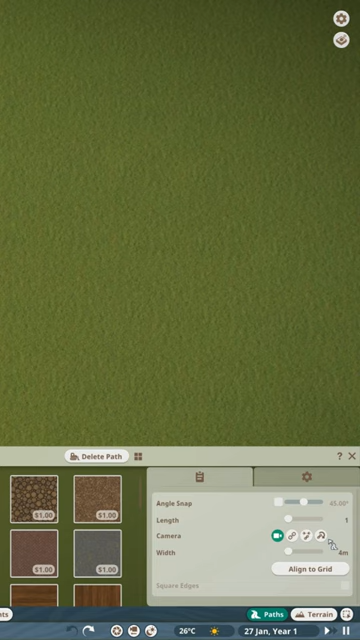 Delete Path
?
$1.00
$1.00
$1.00
$1.00
Angle Snap
45.00°
Length
1
Camera
Width
4m
Align to Grid
Square Edges
nts
Paths
Terrain
26°C
27 Jan, Year 1